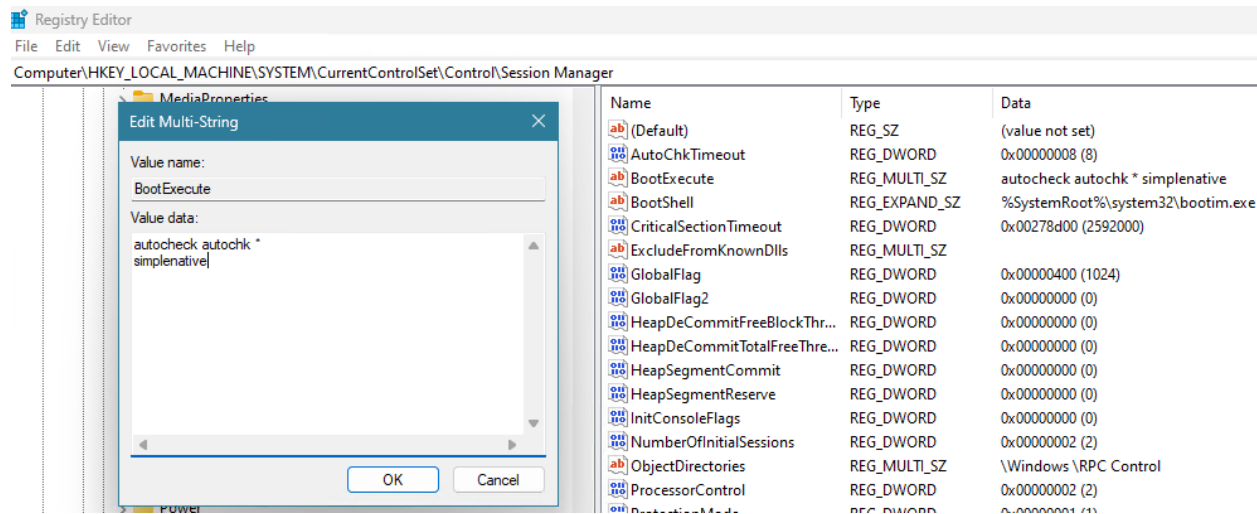 Registry Editor
File Edit View Favorites Help
Computer\HKEY_LOCAL_MACHINE\SYSTEM\CurrentControlSet\Control\Session Manager
MediaProperties
Edit Multi-String
Value name:
BootExecute
Value data:
autocheck autochk *
simplenative
OK Cancel
Power
Name Type Data
(Default) REG_SZ (value not set)
AutoChkTimeout REG_DWORD 0x00000008 (8)
BootExecute REG_MULTI_SZ autocheck autochk * simplenative
BootShell REG_EXPAND_SZ %SystemRoot%\system32\bootim.exe
CriticalSectionTimeout REG_DWORD 0x00278d00 (2592000)
ExcludeFromKnownDlls REG_MULTI_SZ
GlobalFlag REG_DWORD 0x00000400 (1024)
GlobalFlag2 REG_DWORD 0x00000000 (0)
HeapDeCommitFreeBlockThr... REG_DWORD 0x00000000 (0)
HeapDeCommitTotalFreeThre... REG_DWORD 0x00000000 (0)
HeapSegmentCommit REG_DWORD 0x00000000 (0)
HeapSegmentReserve REG_DWORD 0x00000000 (0)
InitConsoleFlags REG_DWORD 0x00000000 (0)
NumberOfInitialSessions REG_DWORD 0x00000002 (2)
ObjectDirectories REG_MULTI_SZ \Windows \RPC Control
ProcessorControl REG_DWORD 0x00000002 (2)
ProtectionMode REG_DWORD 0x00000001 (1)